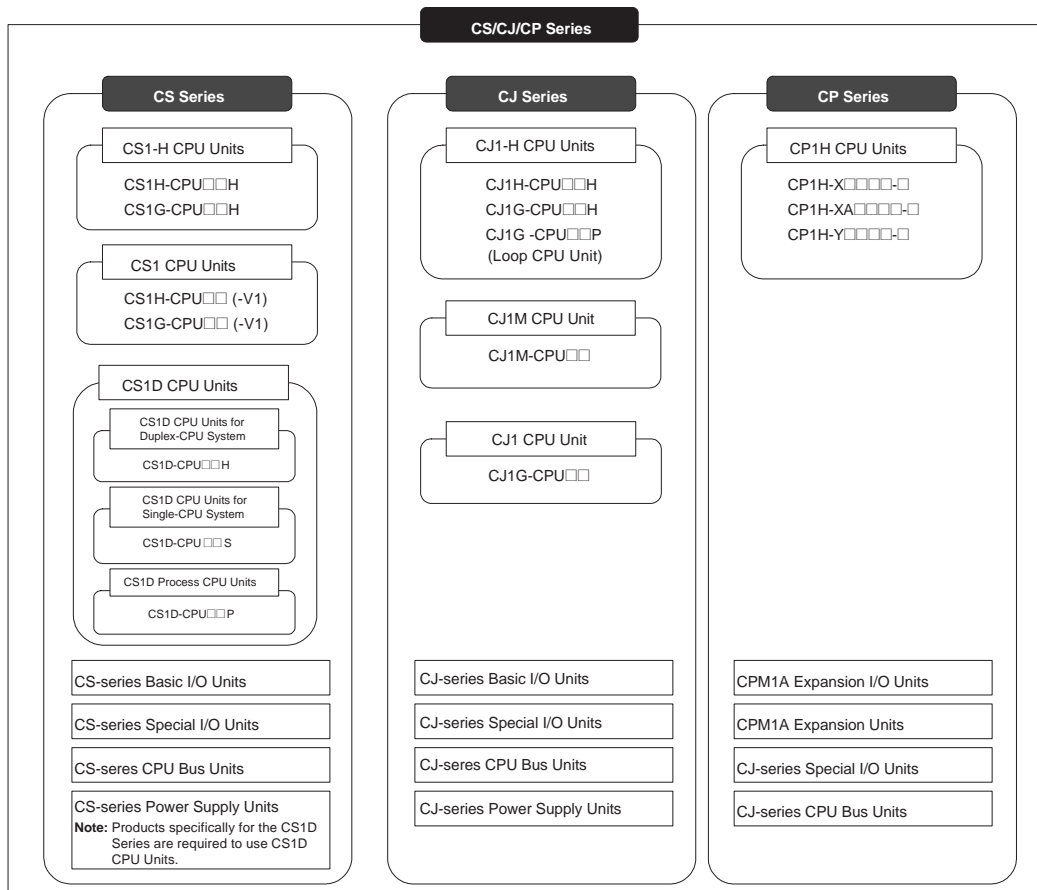 CS/CJ/CP Series
CS Series
CS1-H CPU Units
CS1H-CPU□□H
CS1G-CPU□□H
CS1 CPU Units
CS1H-CPU□□ (-V1)
CS1G-CPU□□ (-V1)
CS1D CPU Units
CS1D CPU Units for
Duplex-CPU System
CS1D-CPU□□H
CS1D CPU Units for
Single-CPU System
CS1D-CPU □□ S
CS1D Process CPU Units
CS1D-CPU□□ P
CS-series Basic I/O Units
CS-series Special I/O Units
CS-seres CPU Bus Units
CS-series Power Supply Units
Note: Products specifically for the CS1D
Series are required to use CS1D
CPU Units.
CJ Series
CJ1-H CPU Units
CJ1H-CPU□□H
CJ1G-CPU□□H
CJ1G -CPU□□P
(Loop CPU Unit)
CJ1M CPU Unit
CJ1M-CPU□□
CJ1 CPU Unit
CJ1G-CPU□□
CJ-series Basic I/O Units
CJ-series Special I/O Units
CJ-seres CPU Bus Units
CJ-series Power Supply Units
CP Series
CP1H CPU Units
CP1H-X□□□□-□
CP1H-XA□□□□-□
CP1H-Y□□□□-□
CPM1A Expansion I/O Units
CPM1A Expansion Units
CJ-series Special I/O Units
CJ-series CPU Bus Units